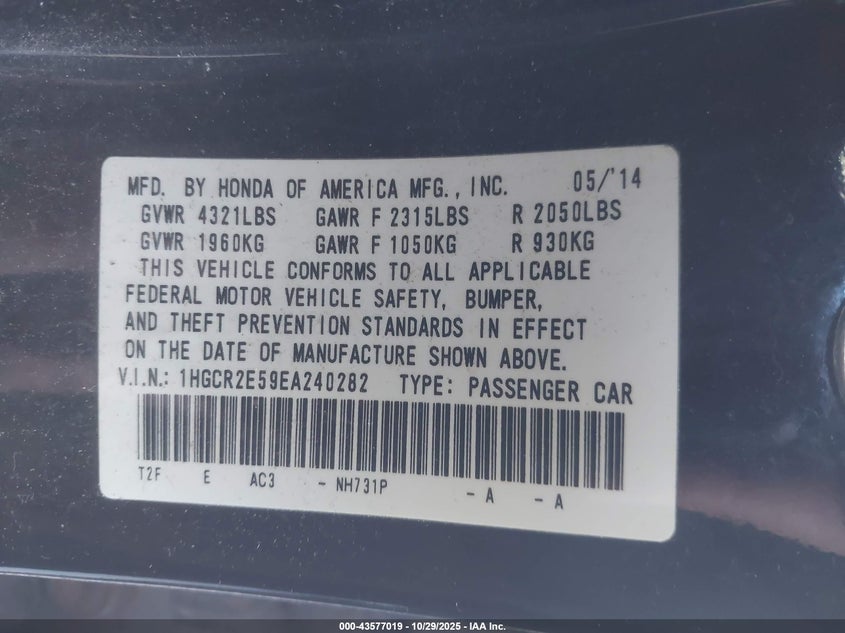 MFD. BY HONDA OF AMERICA MFG., INC. 05/'14
GVWR 4321LBS GAWR F 2315LBS R 2050LBS
GVWR 1960KG GAWR F 1050KG R 930KG
THIS VEHICLE CONFORMS TO ALL APPLICABLE
FEDERAL MOTOR VEHICLE SAFETY, BUMPER,
AND THEFT PREVENTION STANDARDS IN EFFECT
ON THE DATE OF MANUFACTURE SHOWN ABOVE.
V.I.N.: 1HGCR2E59EA240282 TYPE: PASSENGER CAR
T2F E AC3 - NH731P - A - A
000-43577019 | 10/29/2025 - IAA Inc.